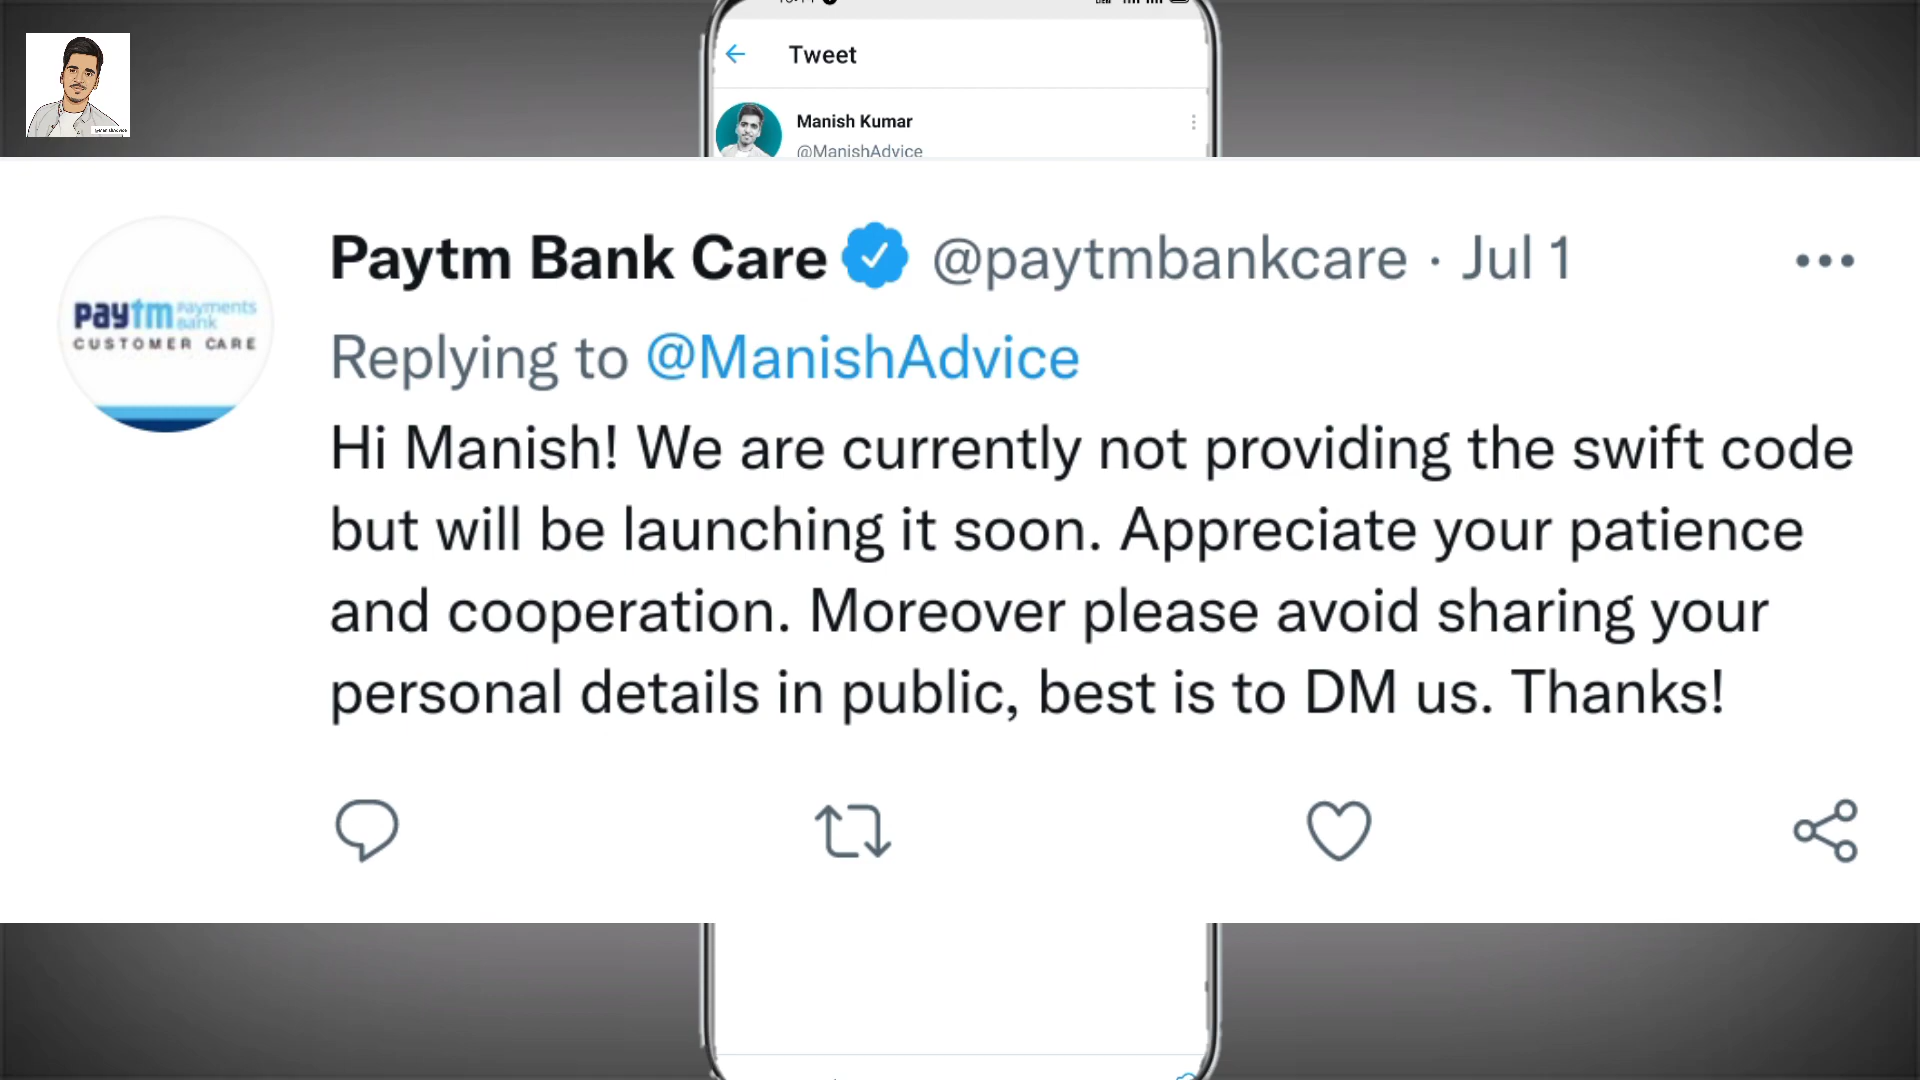 Tweet
Manish Kumar
@ManishAdvice
Paytm Bank Care @paytmbankcare · Jul 1
paytm payments bank
CUSTOMER CARE
Replying to @ManishAdvice
Hi Manish! We are currently not providing the swift code
but will be launching it soon. Appreciate your patience
and cooperation. Moreover please avoid sharing your
personal details in public, best is to DM us. Thanks!